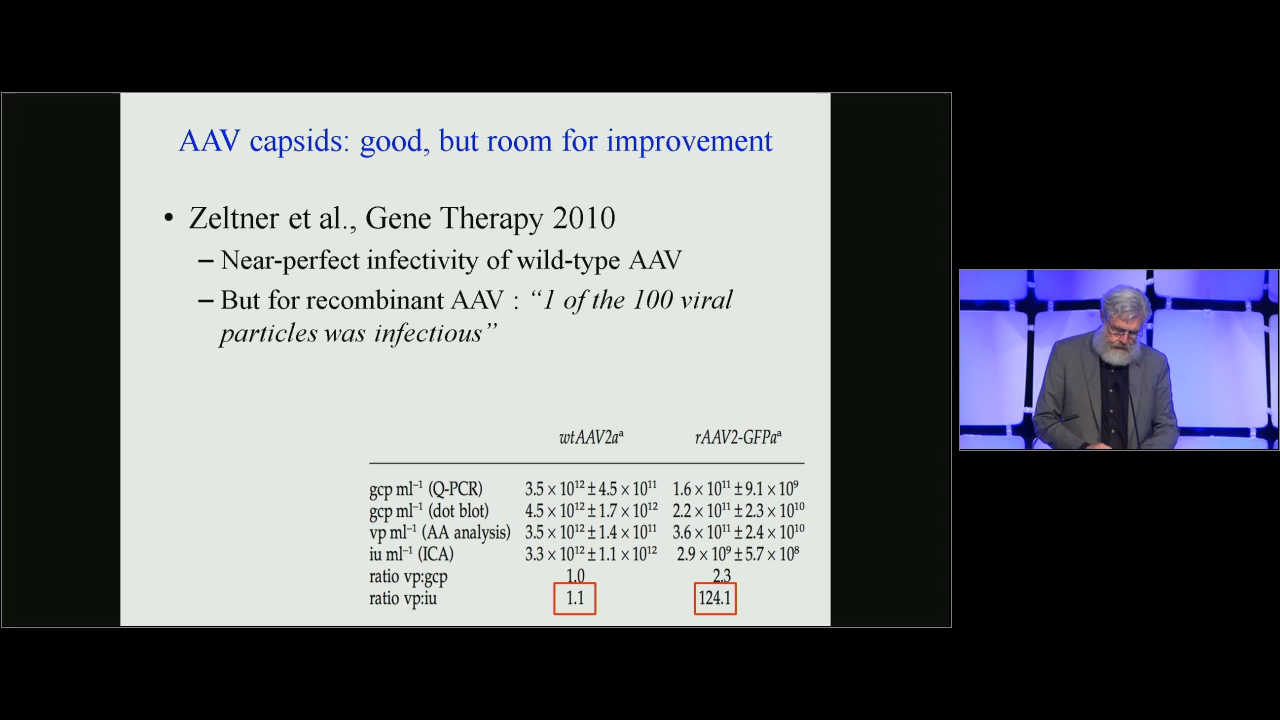 AAV capsids: good, but room for improvement
• Zeltner et al., Gene Therapy 2010
– Near-perfect infectivity of wild-type AAV
– But for recombinant AAV : “1 of the 100 viral
particles was infectious”
wtAAV2aᵃ rAAV2-GFPaᵃ
gcp ml⁻¹ (Q-PCR) 3.5 × 10¹² ± 4.5 × 10¹¹ 1.6 × 10¹¹ ± 9.1 × 10⁹
gcp ml⁻¹ (dot blot) 4.5 × 10¹² ± 1.7 × 10¹² 2.2 × 10¹¹ ± 2.3 × 10¹⁰
vp ml⁻¹ (AA analysis) 3.5 × 10¹² ± 1.4 × 10¹¹ 3.6 × 10¹¹ ± 2.4 × 10¹⁰
iu ml⁻¹ (ICA) 3.3 × 10¹² ± 1.1 × 10¹² 2.9 × 10⁹ ± 5.7 × 10⁸
ratio vp:gcp 1.0 2.3
ratio vp:iu 1.1 124.1